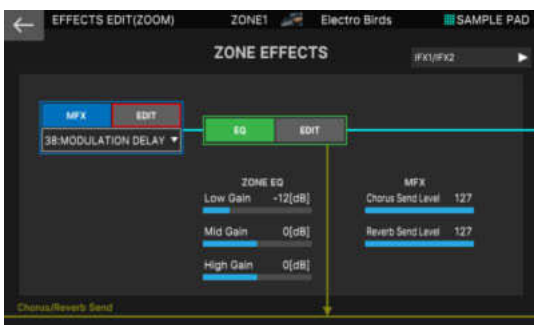 EFFECTS EDIT(ZOOM) ZONE1 Electro Birds SAMPLE PAD
ZONE EFFECTS
IFX1/IFX2
MFX EDIT
38:MODULATION DELAY
EQ EDIT
ZONE EQ
Low Gain -12[dB]
Mid Gain 0[dB]
High Gain 0[dB]
MFX
Chorus Send Level 127
Reverb Send Level 127
Chorus/Reverb Send